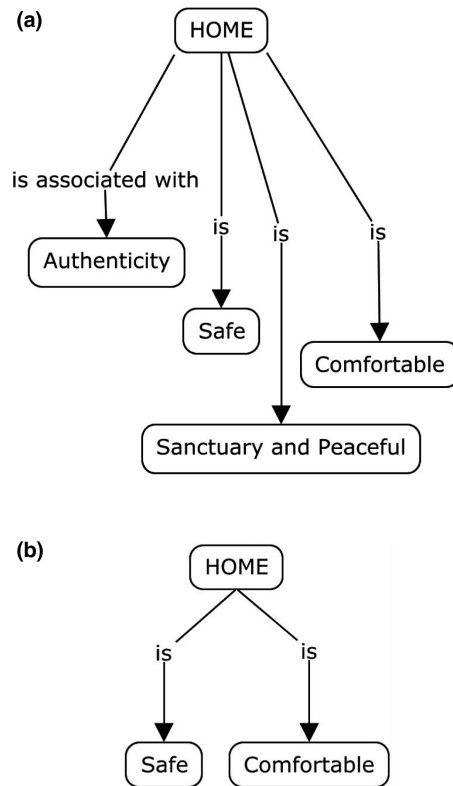 (a)
HOME
is associated with
is
is
is
Authenticity
Safe
Comfortable
Sanctuary and Peaceful
(b)
HOME
is
is
Safe
Comfortable